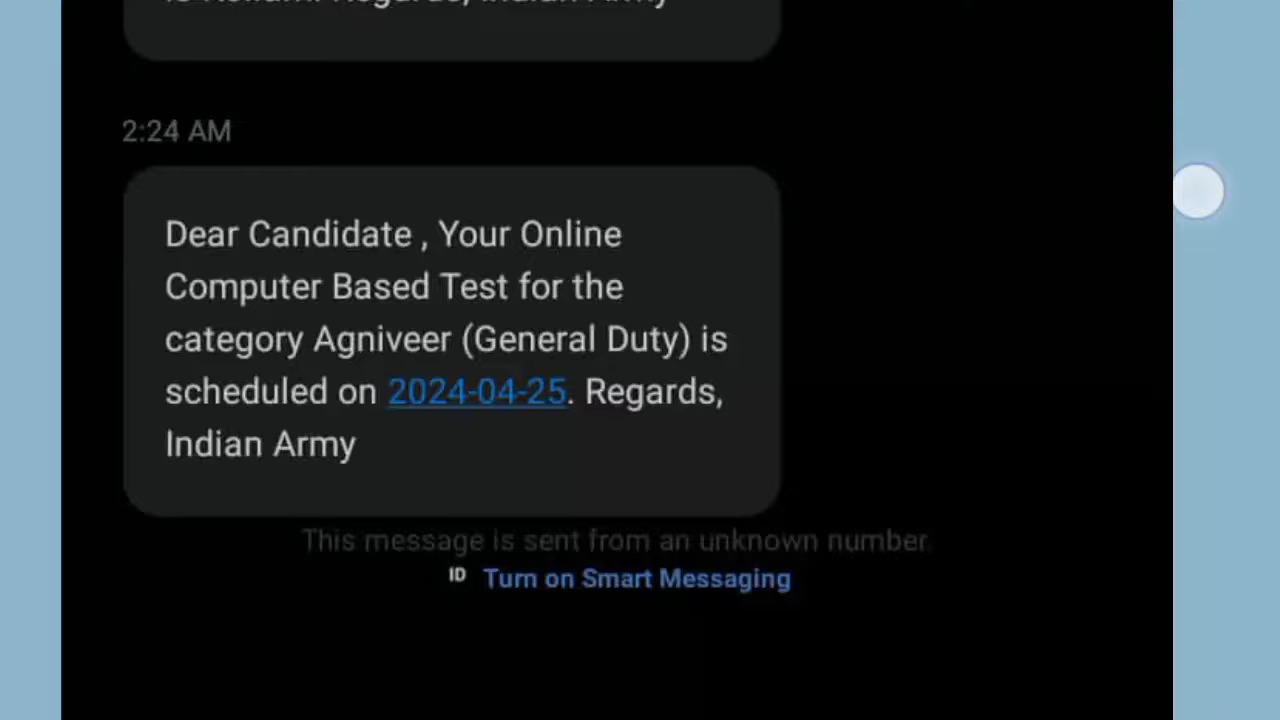 2:24 AM
Dear Candidate , Your Online
Computer Based Test for the
category Agniveer (General Duty) is
scheduled on 2024-04-25. Regards,
Indian Army
This message is sent from an unknown number.
ID Turn on Smart Messaging